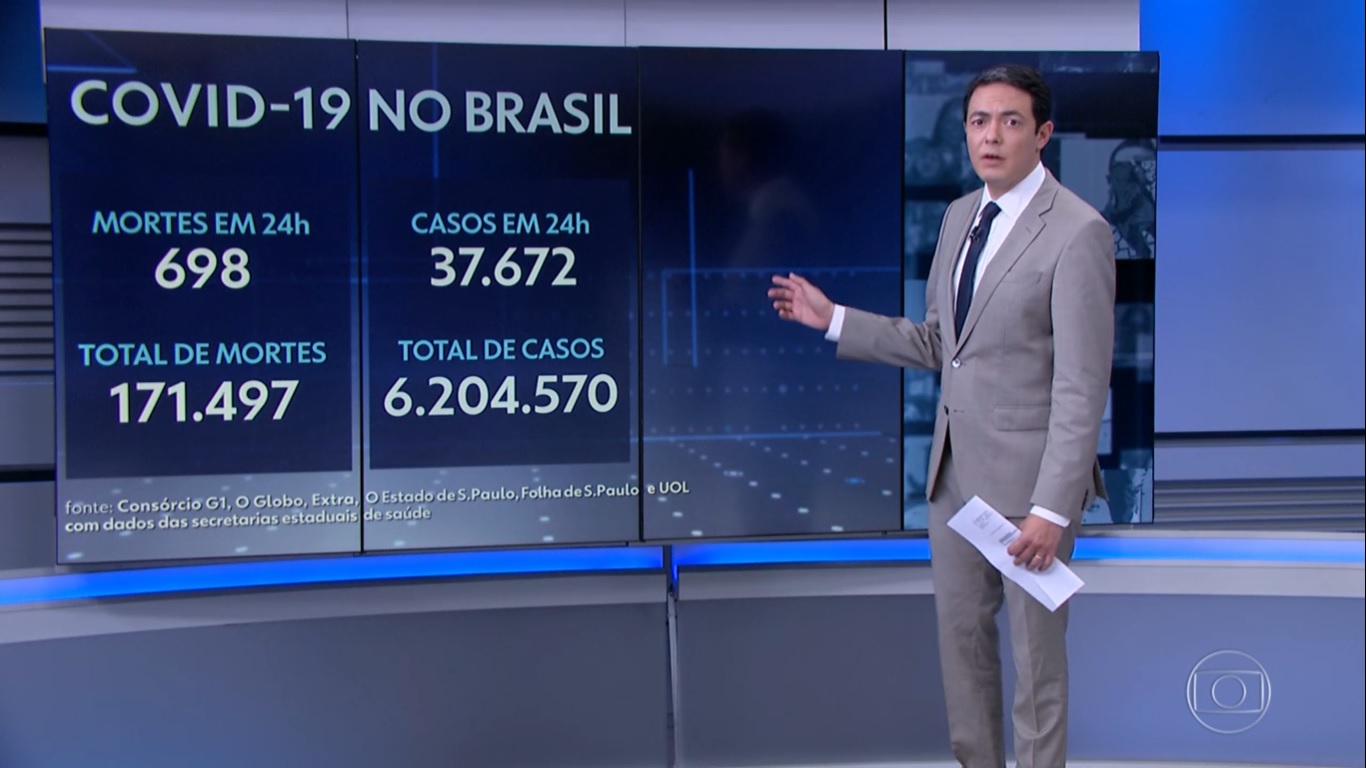 COVID-19 NO BRASIL
MORTES EM 24h
698
CASOS EM 24h
37.672
TOTAL DE MORTES
171.497
TOTAL DE CASOS
6.204.570
fonte: Consórcio G1, O Globo, Extra, O Estado de S.Paulo, Folha de S.Paulo e UOL
com dados das secretarias estaduais de saúde